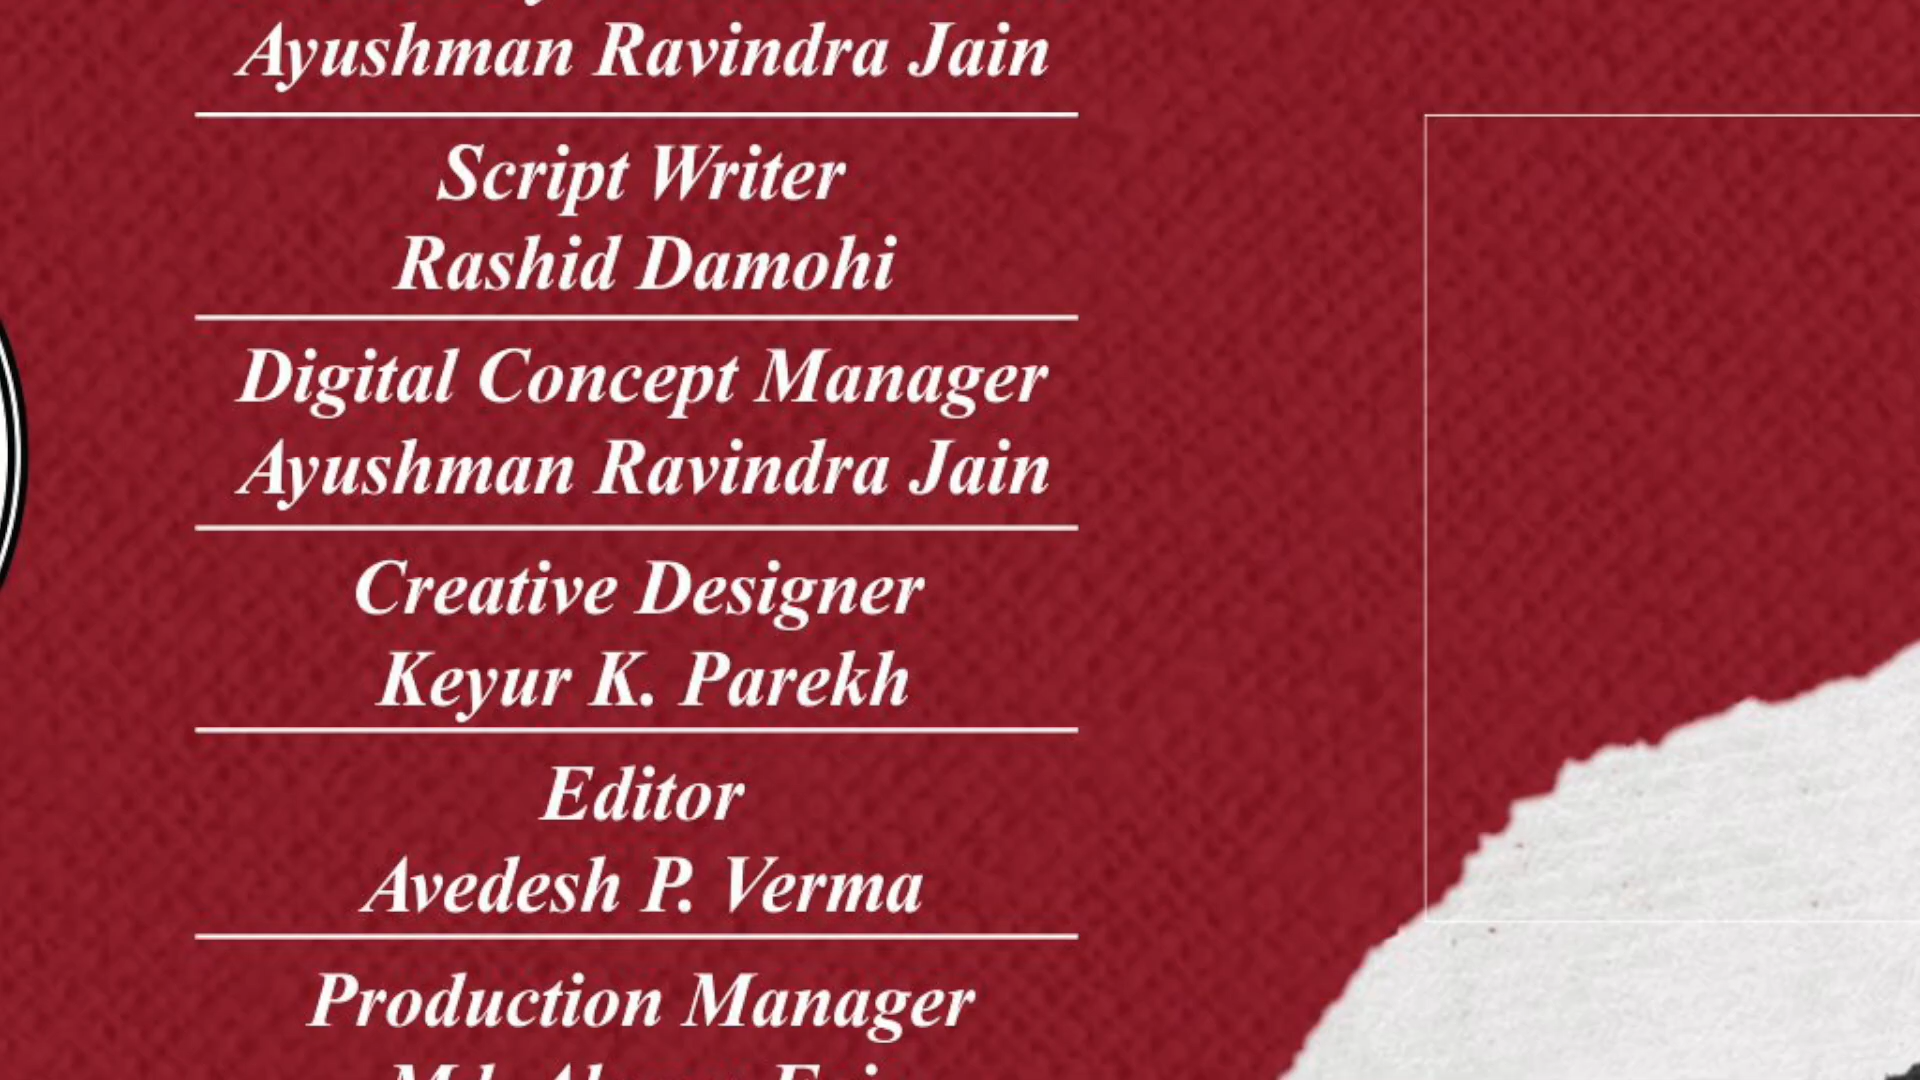 Ayushman Ravindra Jain
Script Writer
Rashid Damohi
Digital Concept Manager
Ayushman Ravindra Jain
Creative Designer
Keyur K. Parekh
Editor
Avedesh P. Verma
Production Manager